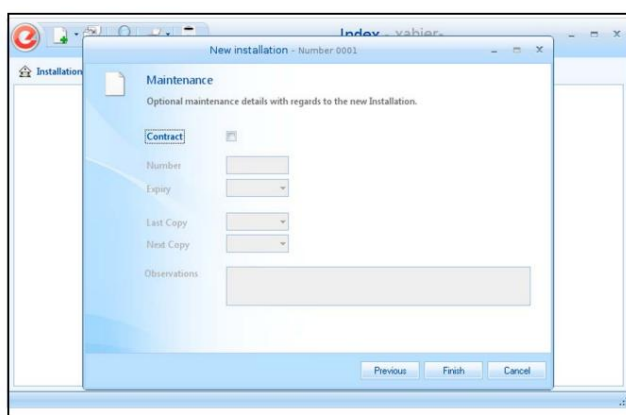 Index - xabier-
New installation - Number 0001
Installation
Maintenance
Optional maintenance details with regards to the new Installation.
Contract
Number
Expiry
Last Copy
Next Copy
Observations
Previous Finish Cancel